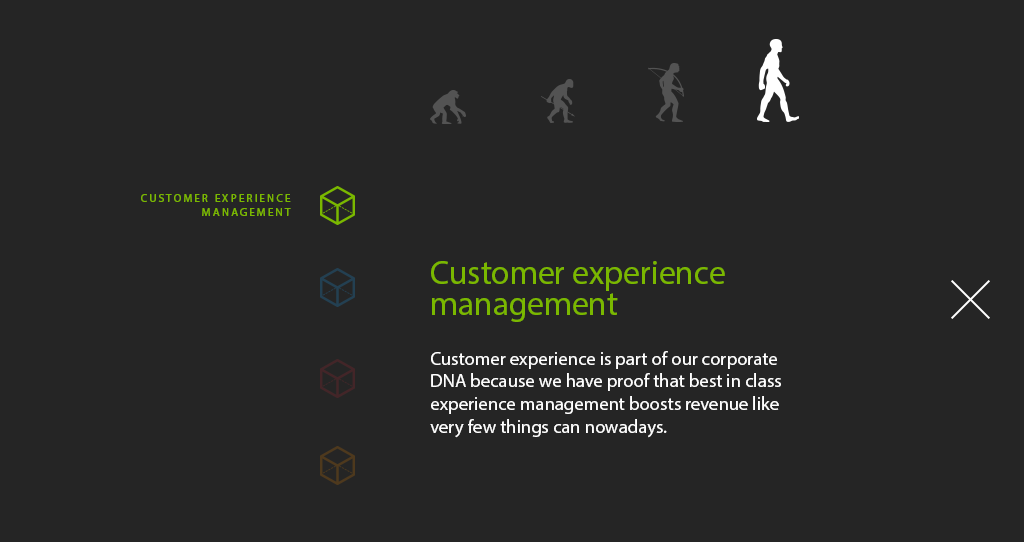 CUSTOMER EXPERIENCE
MANAGEMENT
Customer experience
management
Customer experience is part of our corporate
DNA because we have proof that best in class
experience management boosts revenue like
very few things can nowadays.